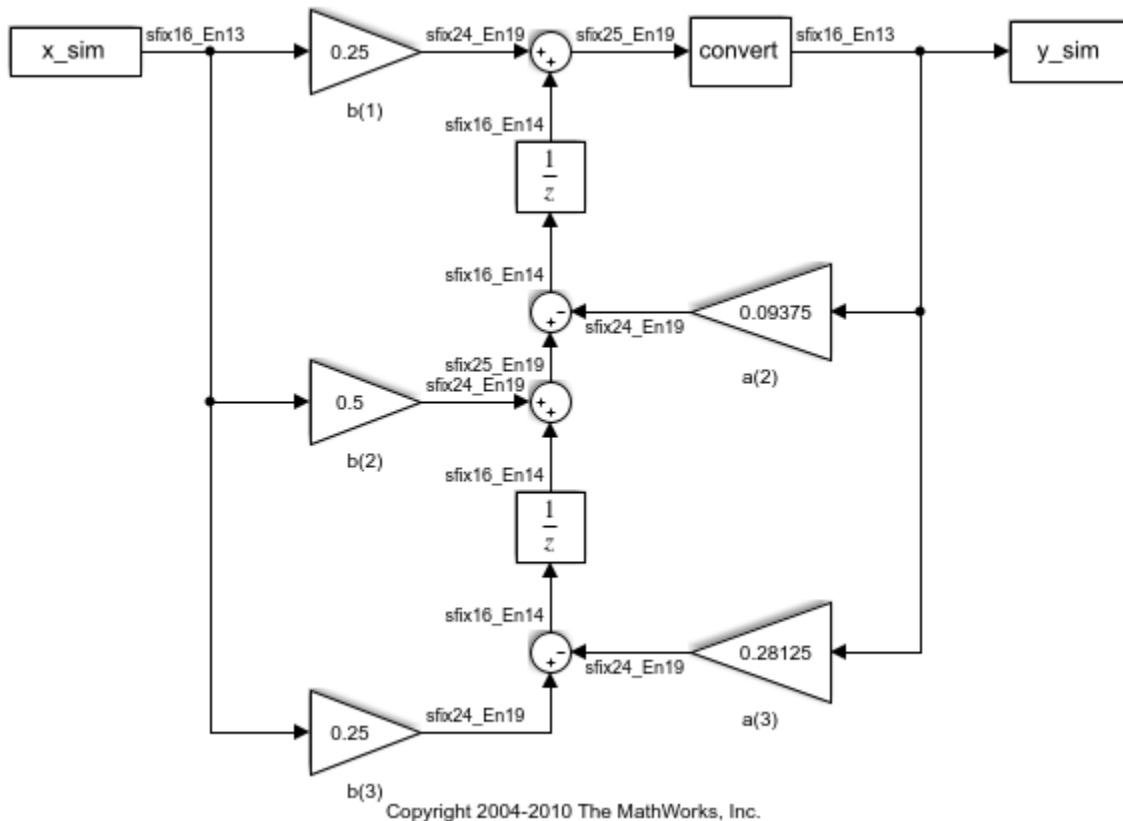 sfix16_En13
sfix24_En19
sfix25_En19
sfix16_En13
x_sim
0.25
++
convert
y_sim
b(1)
sfix16_En14
1
z
sfix16_En14
0.09375
+-
sfix24_En19
sfix25_En19
sfix24_En19
a(2)
0.5
++
b(2)
sfix16_En14
1
z
sfix16_En14
0.28125
+-
sfix24_En19
sfix24_En19
a(3)
0.25
b(3)
Copyright 2004-2010 The MathWorks, Inc.